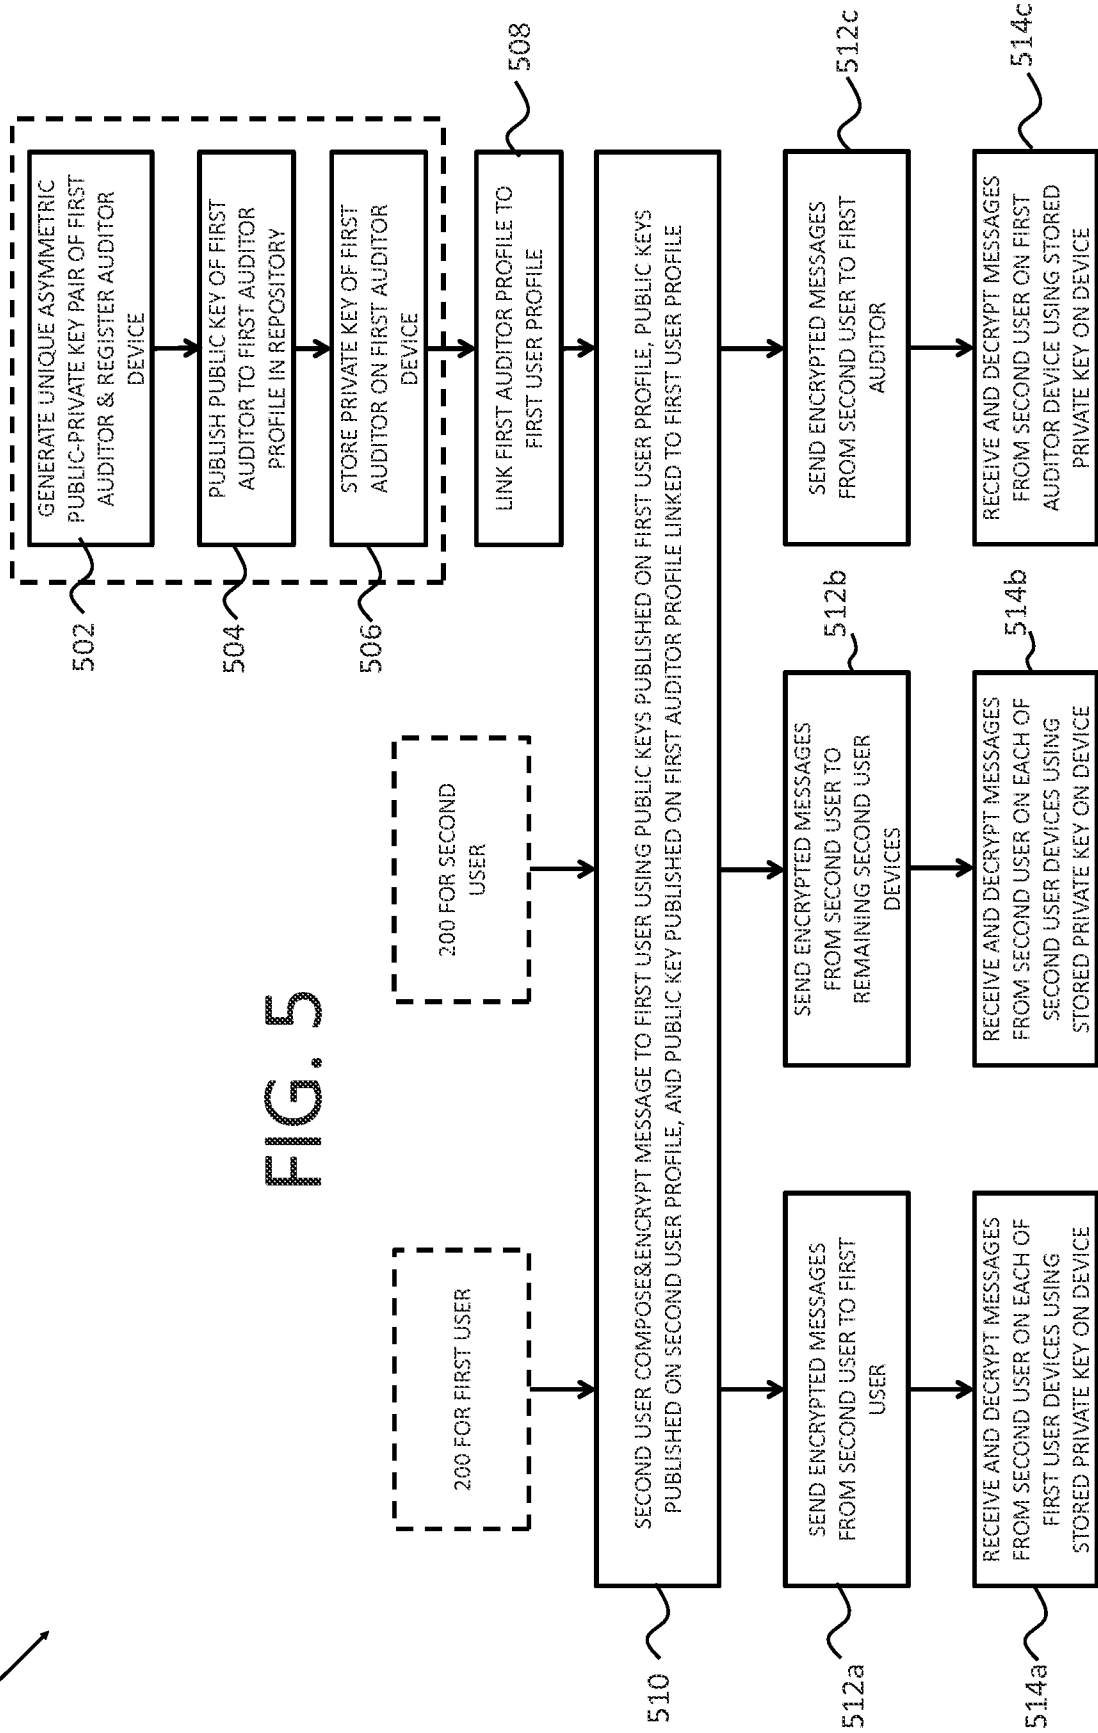 FIG. 5
200 FOR FIRST USER
200 FOR SECOND
USER
GENERATE UNIQUE ASYMMETRIC
PUBLIC-PRIVATE KEY PAIR OF FIRST
AUDITOR & REGISTER AUDITOR
DEVICE
502
PUBLISH PUBLIC KEY OF FIRST
AUDITOR TO FIRST AUDITOR
PROFILE IN REPOSITORY
504
STORE PRIVATE KEY OF FIRST
AUDITOR ON FIRST AUDITOR
DEVICE
506
LINK FIRST AUDITOR PROFILE TO
FIRST USER PROFILE
508
SECOND USER COMPOSE&ENCRYPT MESSAGE TO FIRST USER USING PUBLIC KEYS PUBLISHED ON FIRST USER PROFILE, PUBLIC KEYS
PUBLISHED ON SECOND USER PROFILE, AND PUBLIC KEY PUBLISHED ON FIRST AUDITOR PROFILE LINKED TO FIRST USER PROFILE
510
SEND ENCRYPTED MESSAGES
FROM SECOND USER TO FIRST
USER
512a
SEND ENCRYPTED MESSAGES
FROM SECOND USER TO
REMAINING SECOND USER
DEVICES
512b
SEND ENCRYPTED MESSAGES
FROM SECOND USER TO FIRST
AUDITOR
512c
RECEIVE AND DECRYPT MESSAGES
FROM SECOND USER ON EACH OF
FIRST USER DEVICES USING
STORED PRIVATE KEY ON DEVICE
514a
RECEIVE AND DECRYPT MESSAGES
FROM SECOND USER ON EACH OF
SECOND USER DEVICES USING
STORED PRIVATE KEY ON DEVICE
514b
RECEIVE AND DECRYPT MESSAGES
FROM SECOND USER ON FIRST
AUDITOR DEVICE USING STORED
PRIVATE KEY ON DEVICE
514c